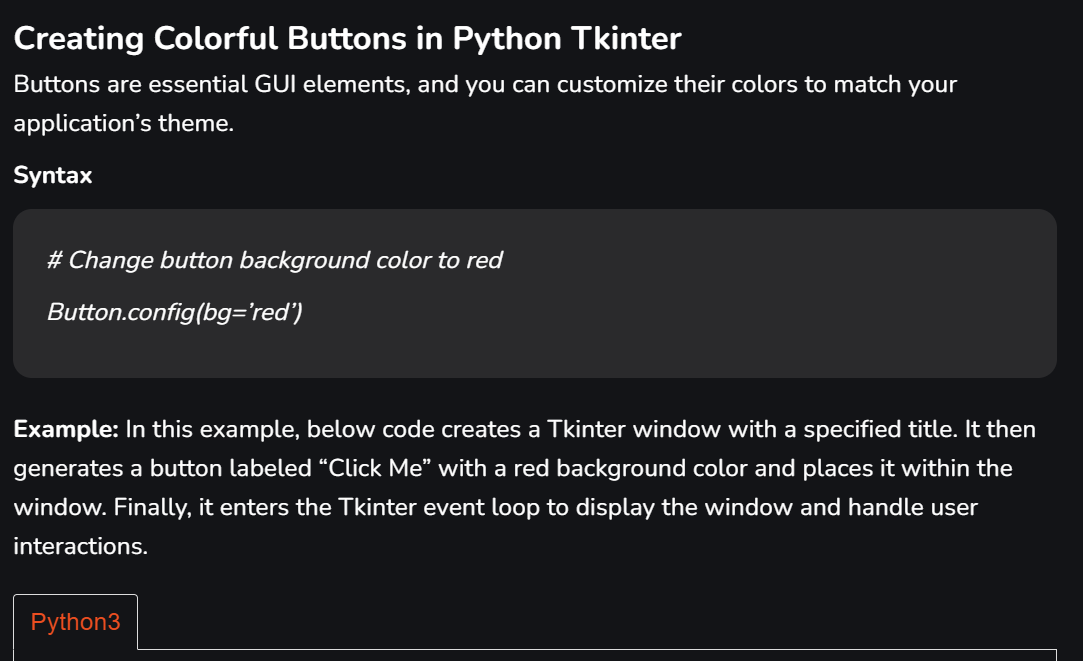 Creating Colorful Buttons in Python Tkinter
Buttons are essential GUI elements, and you can customize their colors to match your
application’s theme.
Syntax
# Change button background color to red
Button.config(bg=’red’)
Example: In this example, below code creates a Tkinter window with a specified title. It then
generates a button labeled “Click Me” with a red background color and places it within the
window. Finally, it enters the Tkinter event loop to display the window and handle user
interactions.
Python3